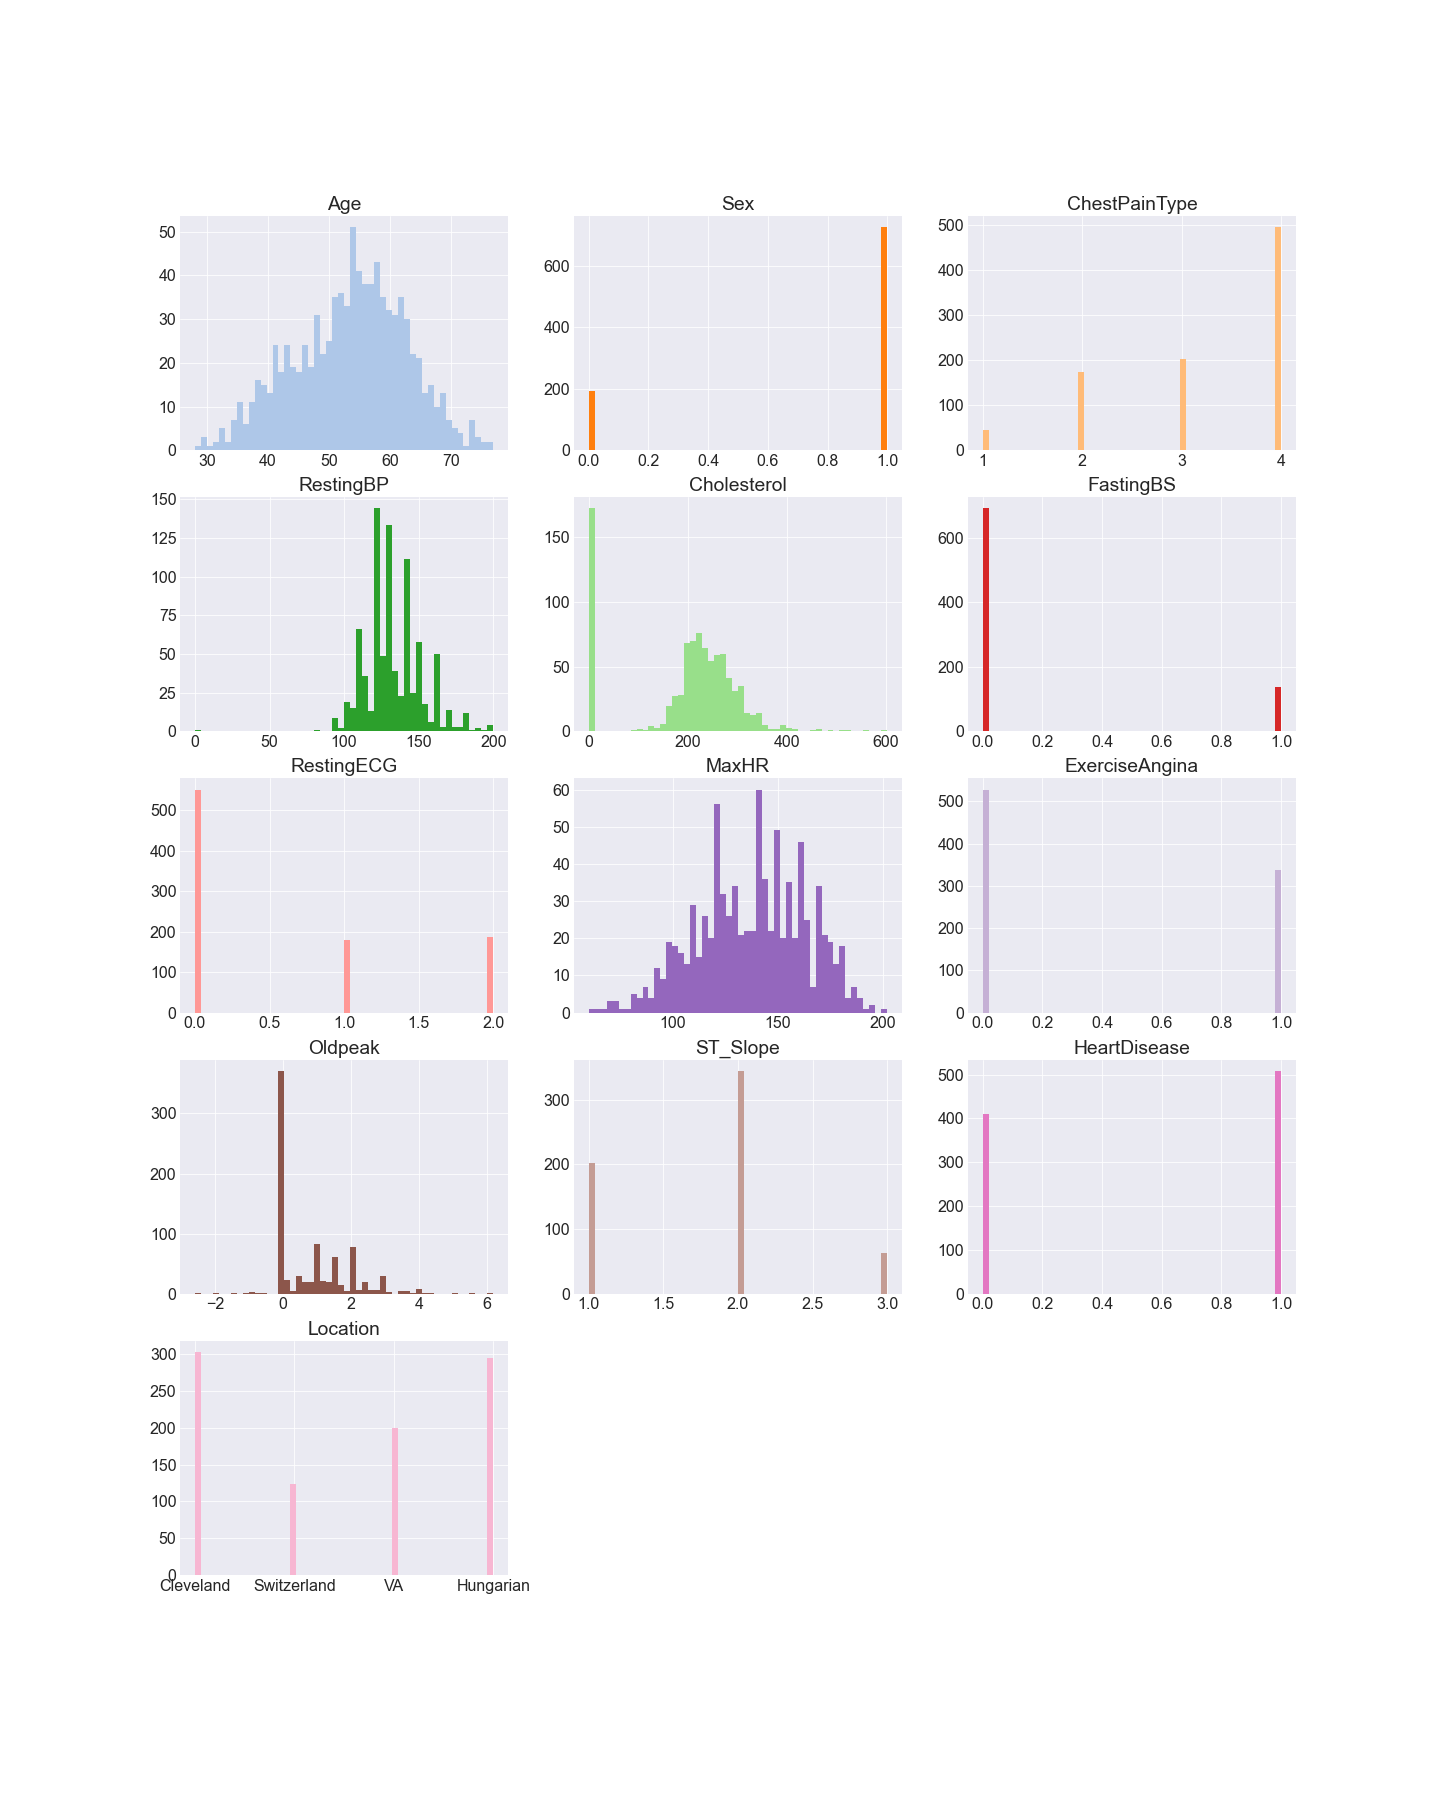 Age
50
40
30
20
10
0
30 40 50 60 70
Sex
600
400
200
0
0.0 0.2 0.4 0.6 0.8 1.0
ChestPainType
500
400
300
200
100
0
1 2 3 4
RestingBP
150
125
100
75
50
25
0
0 50 100 150 200
Cholesterol
150
100
50
0
0 200 400 600
FastingBS
600
400
200
0
0.0 0.2 0.4 0.6 0.8 1.0
RestingECG
500
400
300
200
100
0
0.0 0.5 1.0 1.5 2.0
MaxHR
60
50
40
30
20
10
0
100 150 200
ExerciseAngina
500
400
300
200
100
0
0.0 0.2 0.4 0.6 0.8 1.0
Oldpeak
300
200
100
0
−2 0 2 4 6
ST_Slope
300
200
100
0
1.0 1.5 2.0 2.5 3.0
HeartDisease
500
400
300
200
100
0
0.0 0.2 0.4 0.6 0.8 1.0
Location
300
250
200
150
100
50
0
Cleveland Switzerland VA Hungarian